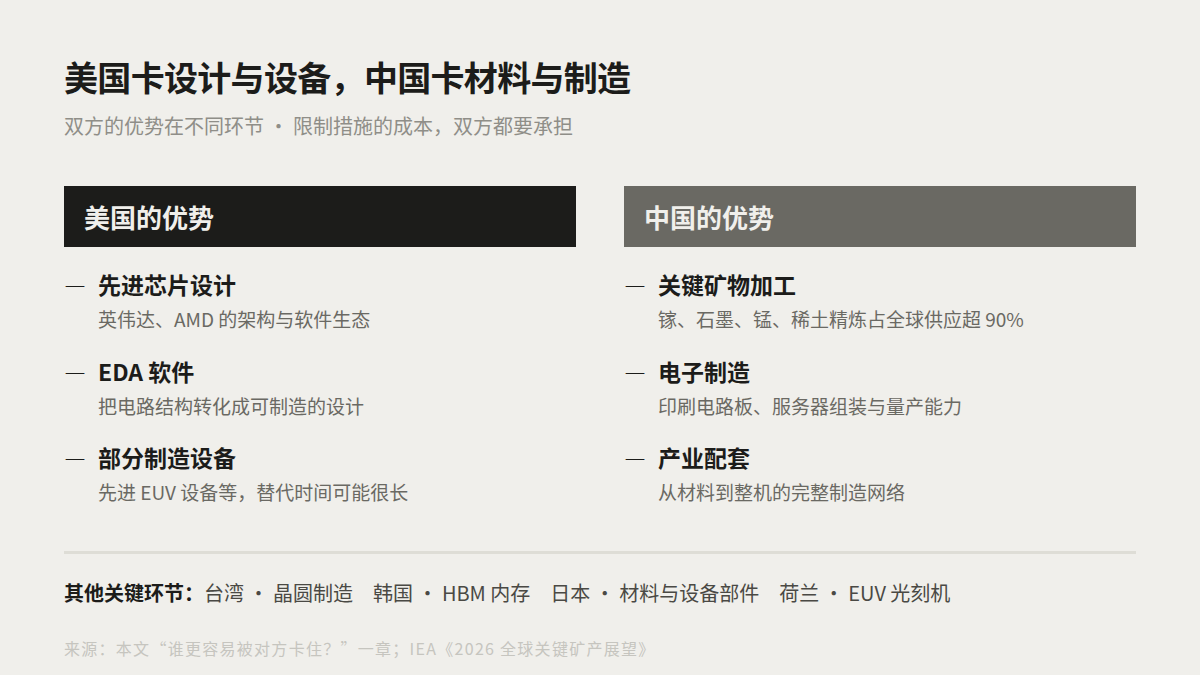 美国卡设计与设备，中国卡材料与制造
双方的优势在不同环节 · 限制措施的成本，双方都要承担
美国的优势
— 先进芯片设计
英伟达、AMD 的架构与软件生态
— EDA 软件
把电路结构转化成可制造的设计
— 部分制造设备
先进 EUV 设备等，替代时间可能很长
中国的优势
— 关键矿物加工
镓、石墨、锰、稀土精炼占全球供应超 90%
— 电子制造
印刷电路板、服务器组装与量产能力
— 产业配套
从材料到整机的完整制造网络
其他关键环节：台湾 · 晶圆制造　韩国 · HBM 内存　日本 · 材料与设备部件　荷兰 · EUV 光刻机
来源：本文“谁更容易被对方卡住？”一章；IEA《2026 全球关键矿产展望》